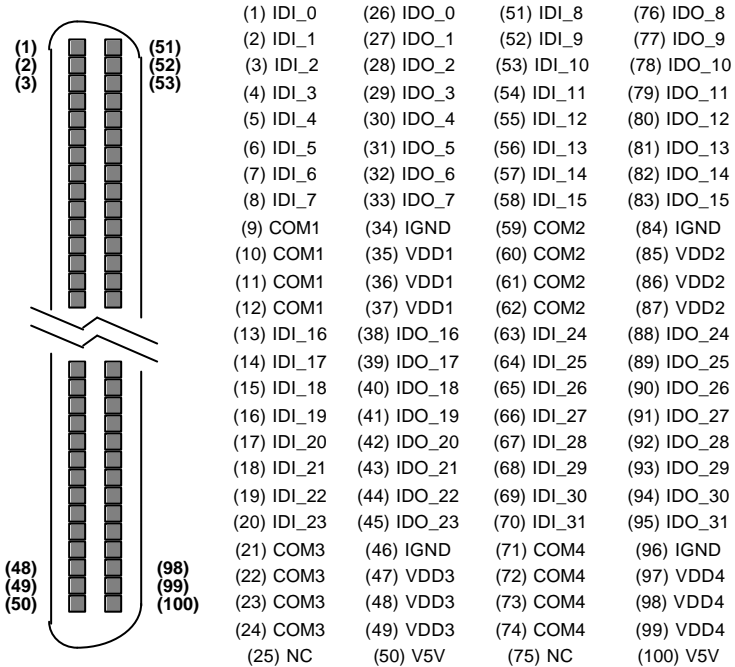 (1) (51)
(2) (52)
(3) (53)
(48) (98)
(49) (99)
(50) (100)
(1) IDI_0 (26) IDO_0 (51) IDI_8 (76) IDO_8
(2) IDI_1 (27) IDO_1 (52) IDI_9 (77) IDO_9
(3) IDI_2 (28) IDO_2 (53) IDI_10 (78) IDO_10
(4) IDI_3 (29) IDO_3 (54) IDI_11 (79) IDO_11
(5) IDI_4 (30) IDO_4 (55) IDI_12 (80) IDO_12
(6) IDI_5 (31) IDO_5 (56) IDI_13 (81) IDO_13
(7) IDI_6 (32) IDO_6 (57) IDI_14 (82) IDO_14
(8) IDI_7 (33) IDO_7 (58) IDI_15 (83) IDO_15
(9) COM1 (34) IGND (59) COM2 (84) IGND
(10) COM1 (35) VDD1 (60) COM2 (85) VDD2
(11) COM1 (36) VDD1 (61) COM2 (86) VDD2
(12) COM1 (37) VDD1 (62) COM2 (87) VDD2
(13) IDI_16 (38) IDO_16 (63) IDI_24 (88) IDO_24
(14) IDI_17 (39) IDO_17 (64) IDI_25 (89) IDO_25
(15) IDI_18 (40) IDO_18 (65) IDI_26 (90) IDO_26
(16) IDI_19 (41) IDO_19 (66) IDI_27 (91) IDO_27
(17) IDI_20 (42) IDO_20 (67) IDI_28 (92) IDO_28
(18) IDI_21 (43) IDO_21 (68) IDI_29 (93) IDO_29
(19) IDI_22 (44) IDO_22 (69) IDI_30 (94) IDO_30
(20) IDI_23 (45) IDO_23 (70) IDI_31 (95) IDO_31
(21) COM3 (46) IGND (71) COM4 (96) IGND
(22) COM3 (47) VDD3 (72) COM4 (97) VDD4
(23) COM3 (48) VDD3 (73) COM4 (98) VDD4
(24) COM3 (49) VDD3 (74) COM4 (99) VDD4
(25) NC (50) V5V (75) NC (100) V5V